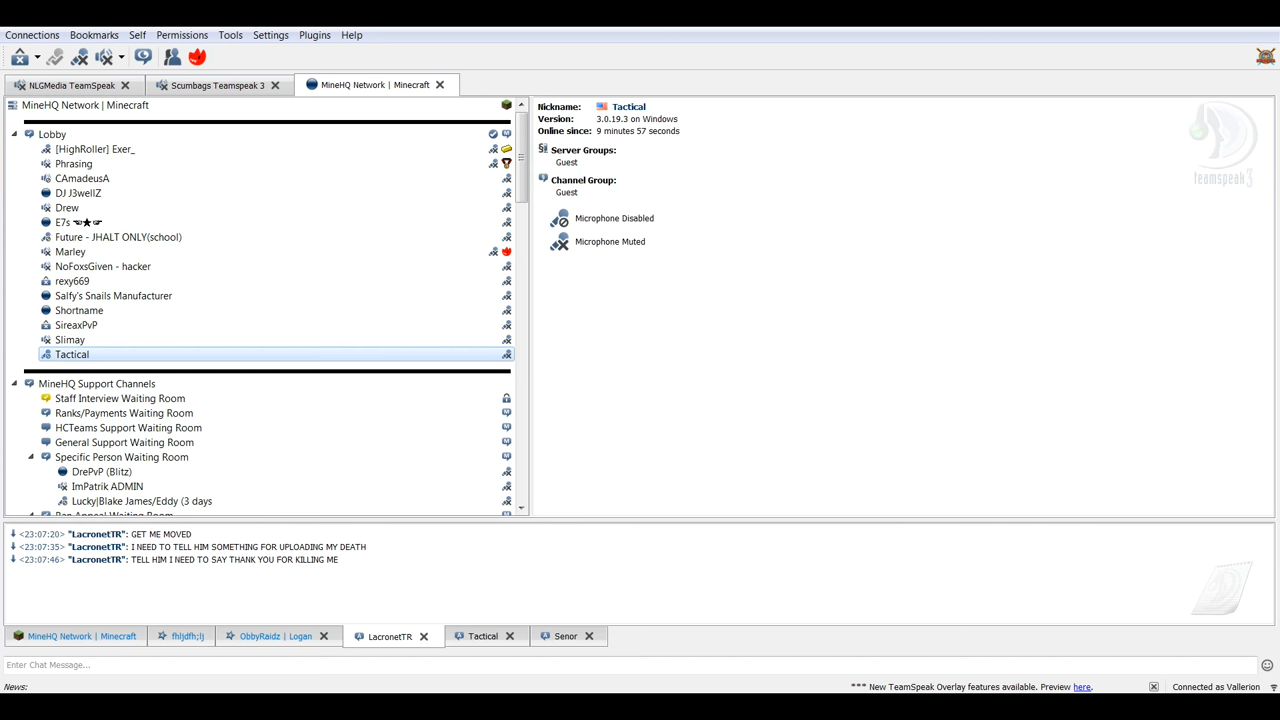 Connections Bookmarks Self Permissions Tools Settings Plugins Help
NLGMedia TeamSpeak Scumbags Teamspeak 3 MineHQ Network | Minecraft
MineHQ Network | Minecraft
Lobby
[HighRoller] Exer_
Phrasing
CAmadeusA
DJ J3wellZ
Drew
E7s ☜★☞
Future - JHALT ONLY(school)
Marley
NoFoxsGiven - hacker
rexy669
Salfy's Snails Manufacturer
Shortname
SireaxPvP
Slimay
Tactical
MineHQ Support Channels
Staff Interview Waiting Room
Ranks/Payments Waiting Room
HCTeams Support Waiting Room
General Support Waiting Room
Specific Person Waiting Room
DrePvP (Blitz)
ImPatrik ADMIN
Lucky|Blake James/Eddy (3 days
Ban Appeal Waiting Room
Nickname: Tactical
Version: 3.0.19.3 on Windows
Online since: 9 minutes 57 seconds
Server Groups:
Guest
Channel Group:
Guest
Microphone Disabled
Microphone Muted
teamspeak 3
<23:07:20> "LacronetTR": GET ME MOVED
<23:07:35> "LacronetTR": I NEED TO TELL HIM SOMETHING FOR UPLOADING MY DEATH
<23:07:46> "LacronetTR": TELL HIM I NEED TO SAY THANK YOU FOR KILLING ME
MineHQ Network | Minecraft fhljdfh;lj ObbyRaidz | Logan LacronetTR Tactical Senor
Enter Chat Message...
News: *** New TeamSpeak Overlay features available. Preview here. Connected as Vallerion